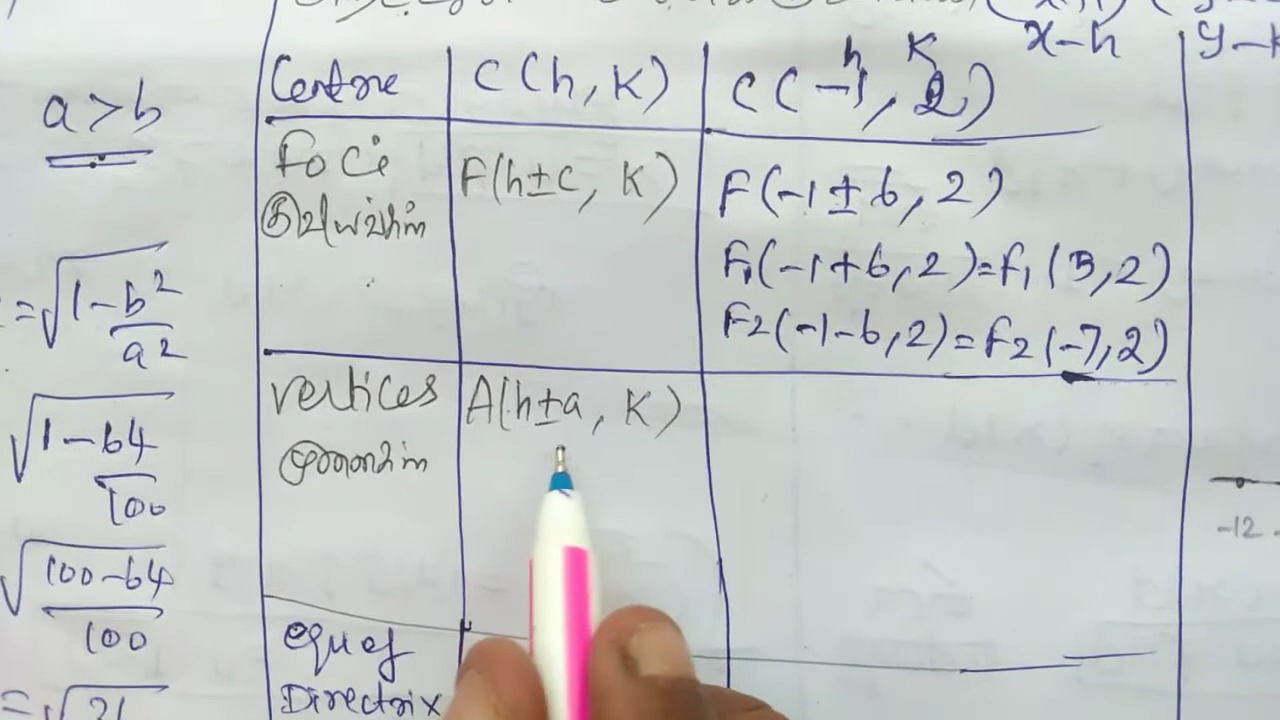 x-h
y-k
a>b
Centre
C(h, K)
h K
C(-1, 2)
Foci
குவியம்
F(h±c, K)
F(-1±6, 2)
F1(-1+6, 2)=F1(5,2)
F2(-1-6,2)=F2(-7,2)
=√1-b²/a²
√1-64/100
√100-64/100
vertices
A(h±a, K)
equ of
Directrix
-12